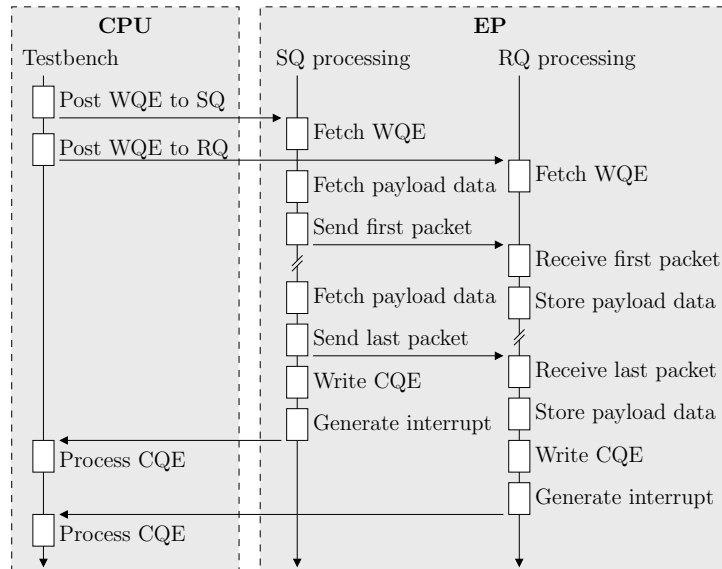 CPU
EP
Testbench
SQ processing
RQ processing
Post WQE to SQ
Fetch WQE
Post WQE to RQ
Fetch WQE
Fetch payload data
Send first packet
Receive first packet
Fetch payload data
Store payload data
Send last packet
Receive last packet
Write CQE
Store payload data
Generate interrupt
Process CQE
Write CQE
Generate interrupt
Process CQE